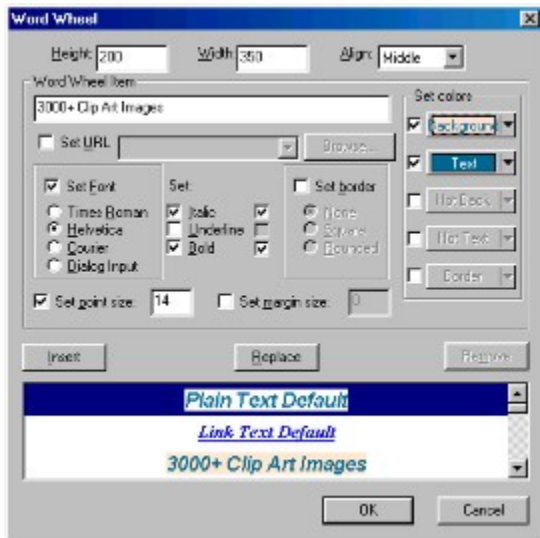 Word Wheel
Height: 200 Width: 350 Align: Middle
Word Wheel Item
3000+ Clip Art Images
Set URL Browse...
Set Font Set: Set border
Times Roman Italic None
Helvetica Underline Square
Courier Bold Rounded
Dialog Input
Set point size: 14 Set margin size: 0
Set colors
Background
Text
Hot Back
Hot Text
Border
Insert Replace Remove
Plain Text Default
Link Text Default
3000+ Clip Art Images
OK Cancel